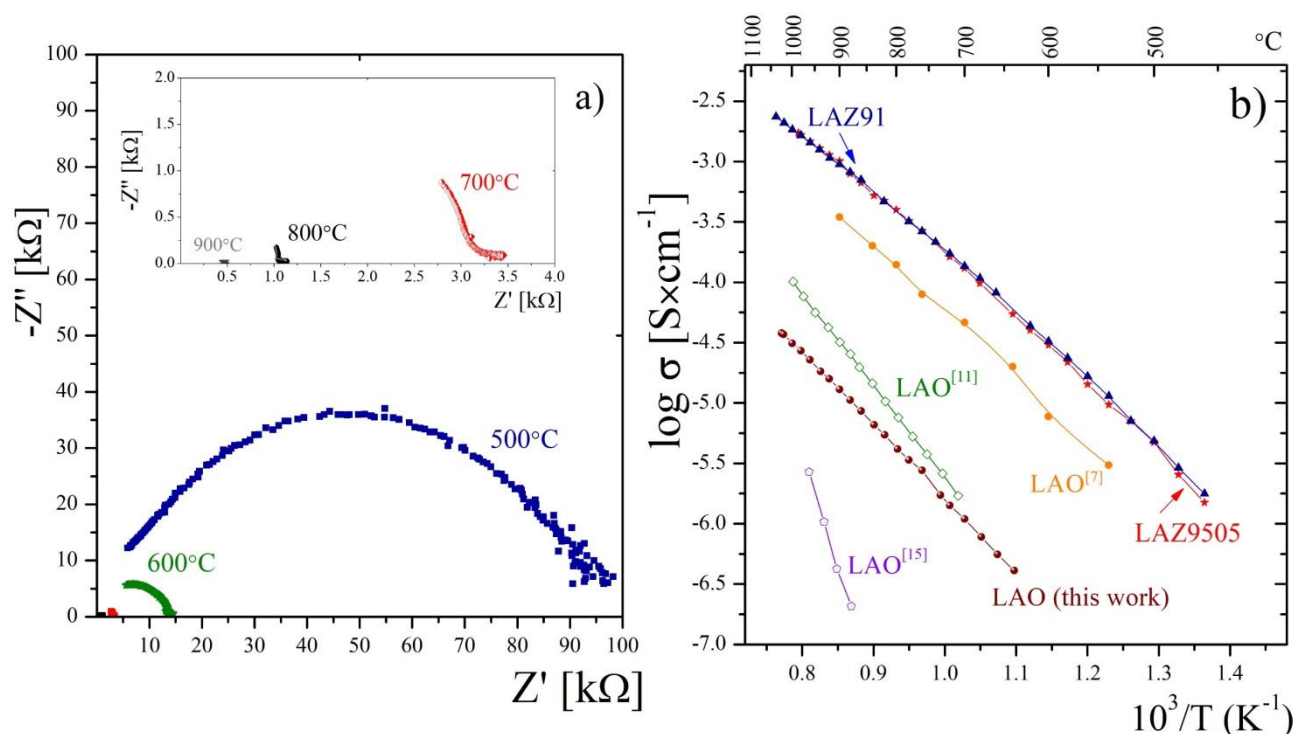 a)
-Z" [kΩ]
100
90
80
70
60
50
40
30
20
10
0
10 20 30 40 50 60 70 80 90 100
Z' [kΩ]
500°C
600°C
-Z" [kΩ]
2.0
1.5
1.0
0.5
0.0
0.5 1.0 1.5 2.0 2.5 3.0 3.5 4.0
Z' [kΩ]
900°C
800°C
700°C
b)
1100 1000 900 800 700 600 500 °C
log σ [S×cm⁻¹]
-2.5
-3.0
-3.5
-4.0
-4.5
-5.0
-5.5
-6.0
-6.5
-7.0
LAZ91
LAO[11]
LAO[7]
LAZ9505
LAO[15]
LAO (this work)
0.8 0.9 1.0 1.1 1.2 1.3 1.4
10³/T (K⁻¹)